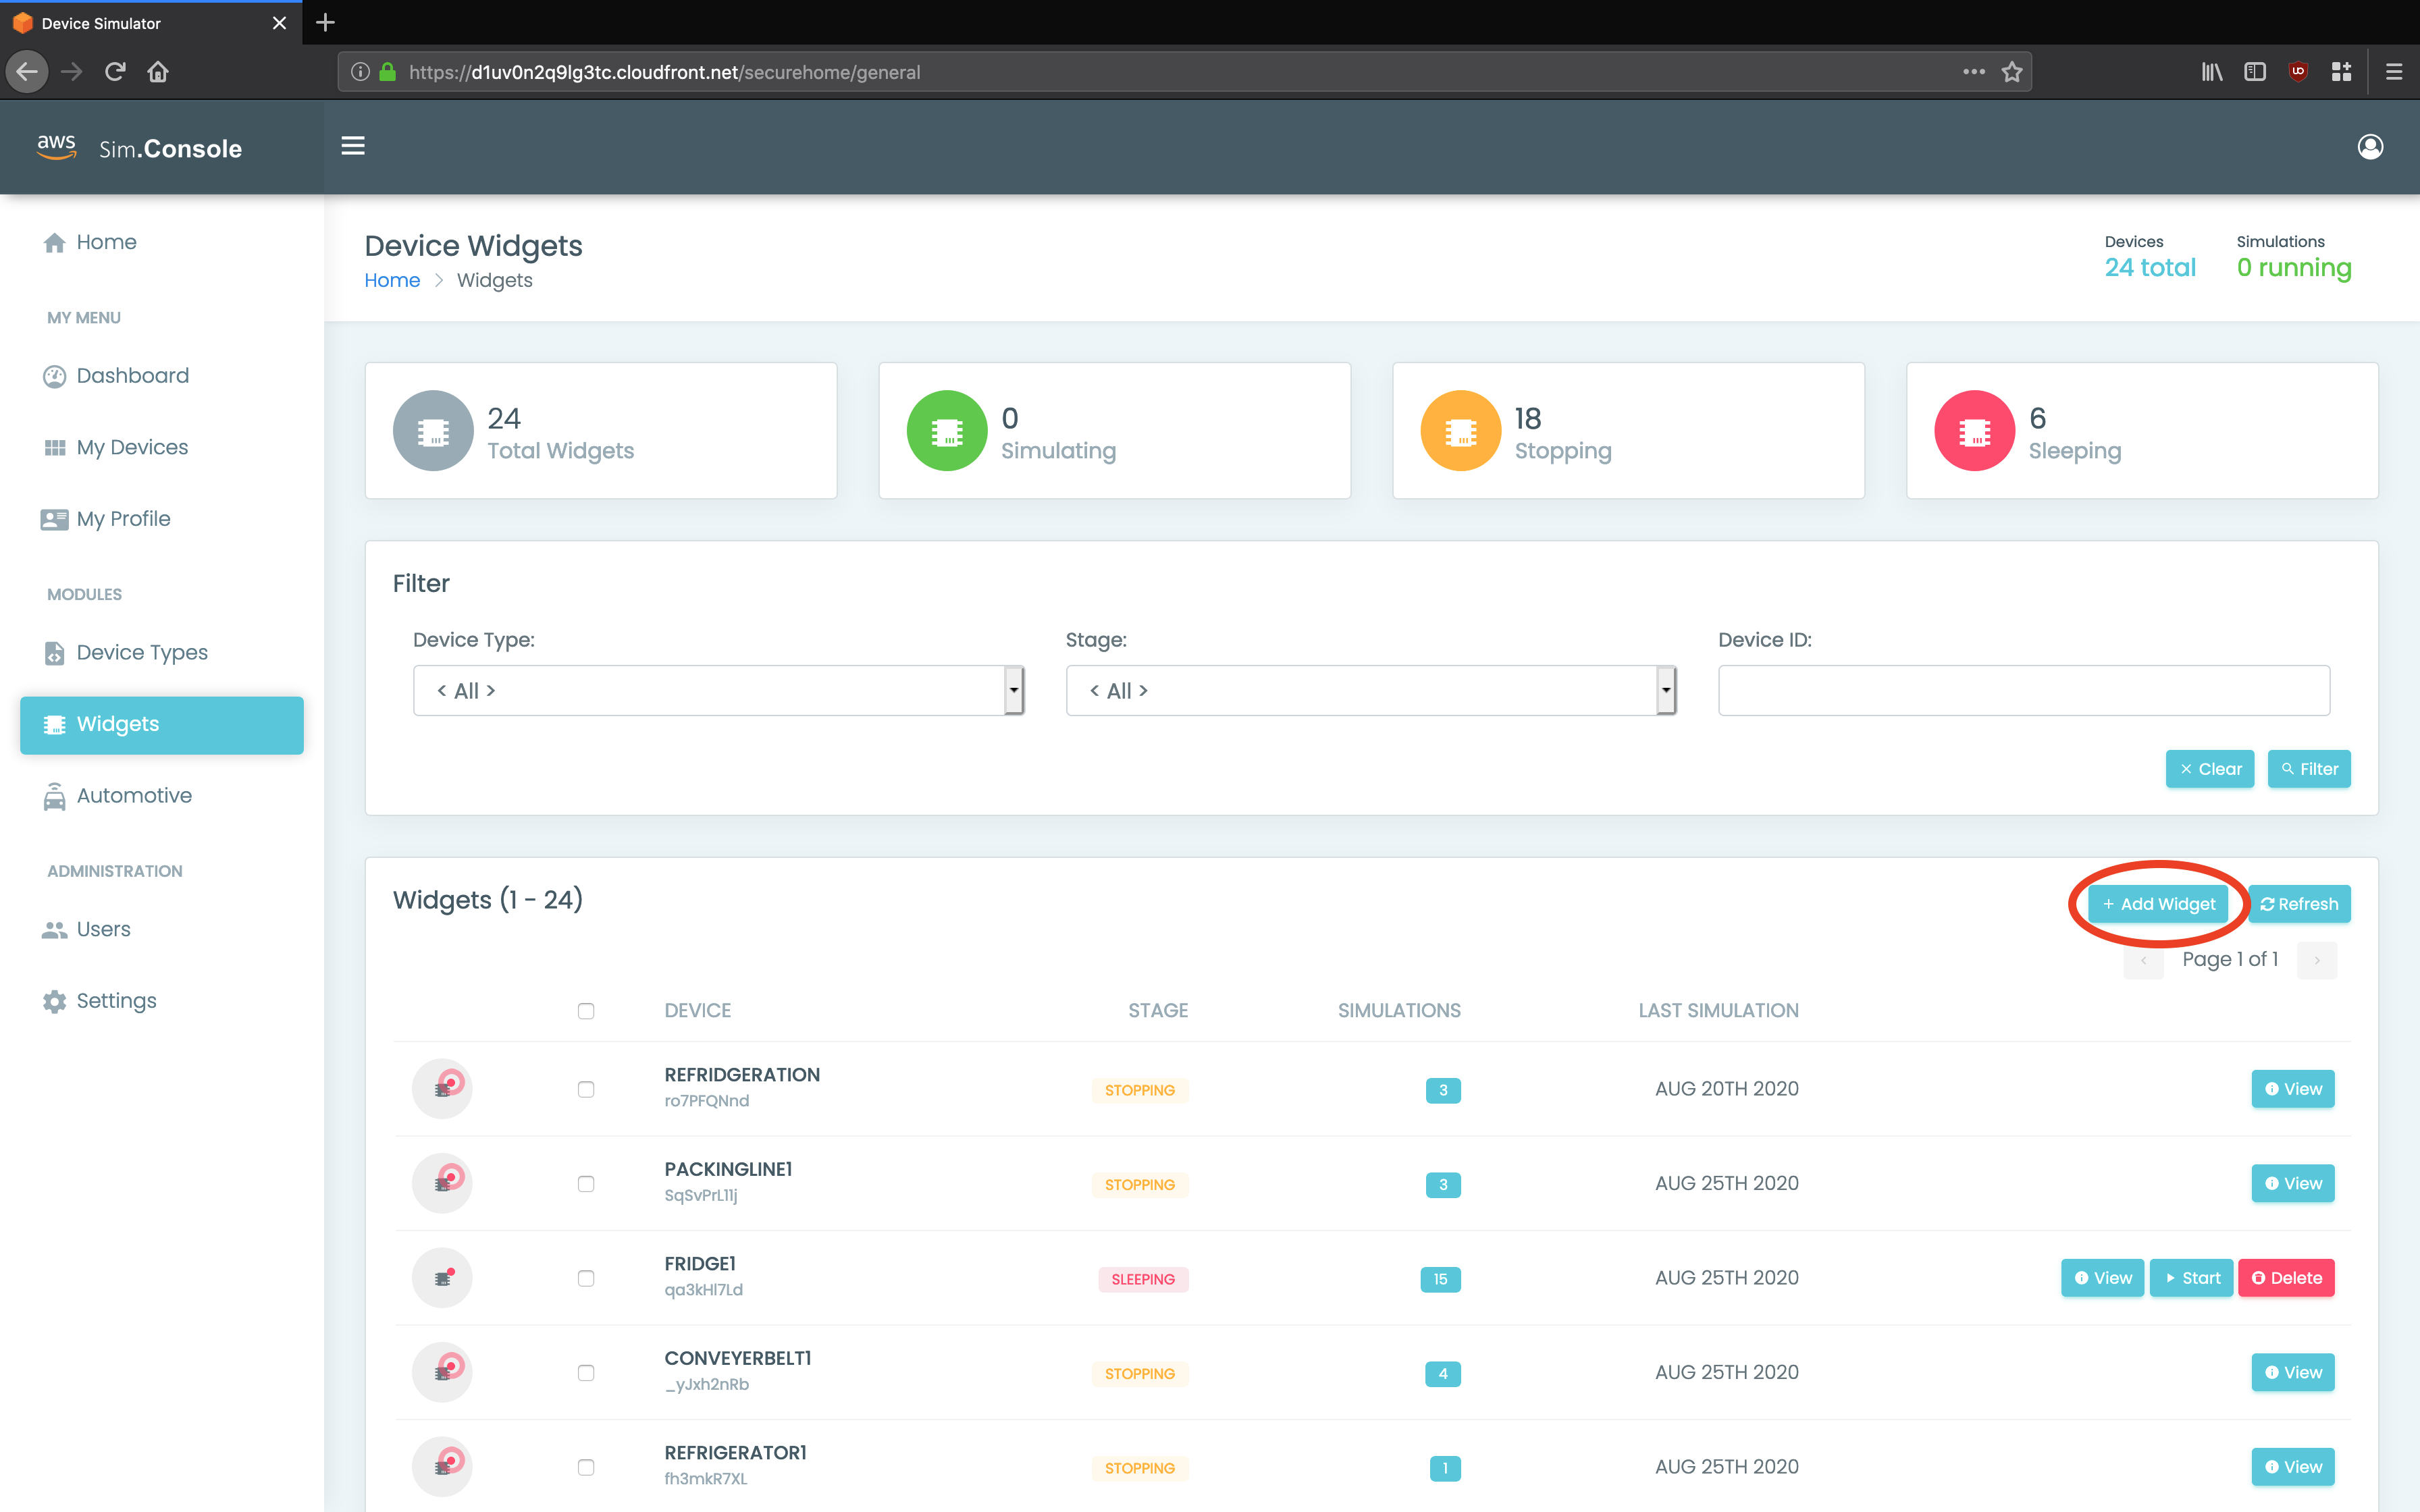 Device Simulator
https://d1uv0n2q9lg3tc.cloudfront.net/securehome/general
aws Sim.Console
Home
MY MENU
Dashboard
My Devices
My Profile
MODULES
Device Types
Widgets
Automotive
ADMINISTRATION
Users
Settings
Device Widgets
Home > Widgets
Devices
24 total
Simulations
0 running
24
Total Widgets
0
Simulating
18
Stopping
6
Sleeping
Filter
Device Type:
< All >
Stage:
< All >
Device ID:
Clear
Filter
Widgets (1 - 24)
+ Add Widget
Refresh
< Page 1 of 1 >
DEVICE STAGE SIMULATIONS LAST SIMULATION
REFRIDGERATION
ro7PFQNnd
STOPPING 3 AUG 20TH 2020 View
PACKINGLINE1
SqSvPrL11j
STOPPING 3 AUG 25TH 2020 View
FRIDGE1
qa3kHl7Ld
SLEEPING 15 AUG 25TH 2020 View Start Delete
CONVEYERBELT1
_yJxh2nRb
STOPPING 4 AUG 25TH 2020 View
REFRIGERATOR1
fh3mkR7XL
STOPPING 1 AUG 25TH 2020 View